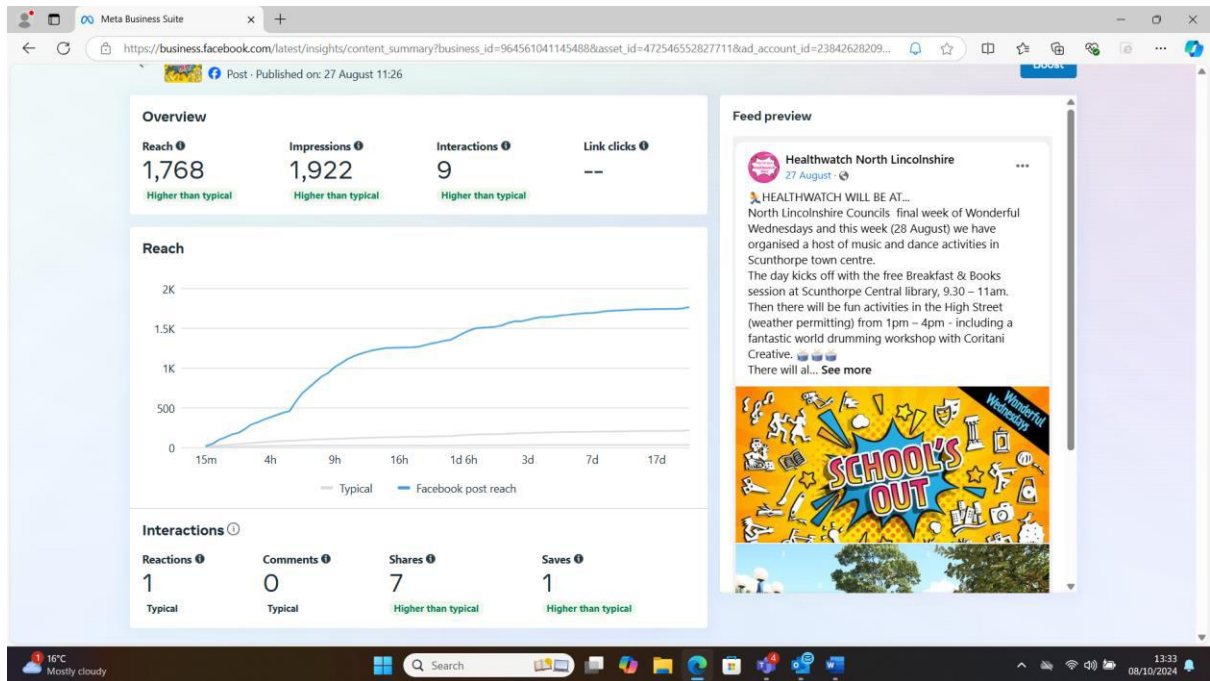 Meta Business Suite
https://business.facebook.com/latest/insights/content_summary?business_id=964561041145488&asset_id=472546552827711&ad_account_id=23842628209...
Post · Published on: 27 August 11:26
Boost
Overview
Reach
Impressions
Interactions
Link clicks
1,768
1,922
9
--
Higher than typical
Higher than typical
Higher than typical
Reach
2K
1.5K
1K
500
0
15m 4h 9h 16h 1d 6h 3d 7d 17d
Typical
Facebook post reach
Interactions
Reactions
Comments
Shares
Saves
1
0
7
1
Typical
Typical
Higher than typical
Higher than typical
Feed preview
Healthwatch North Lincolnshire
27 August ·
HEALTHWATCH WILL BE AT...
North Lincolnshire Councils final week of Wonderful
Wednesdays and this week (28 August) we have
organised a host of music and dance activities in
Scunthorpe town centre.
The day kicks off with the free Breakfast & Books
session at Scunthorpe Central library, 9.30 – 11am.
Then there will be fun activities in the High Street
(weather permitting) from 1pm – 4pm - including a
fantastic world drumming workshop with Coritani
Creative.
There will al... See more
Wonderful
Wednesdays
SCHOOL'S
OUT
1
16°C
Mostly cloudy
Search
4
13:33
08/10/2024